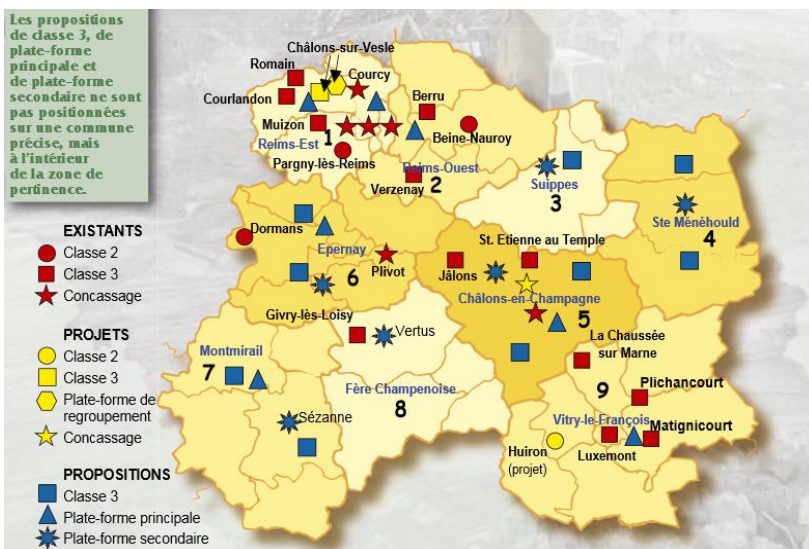 Les propositions
de classe 3, de
plate-forme
principale et
de plate-forme
secondaire ne sont
pas positionnées
sur une commune
précise, mais
à l'intérieur
de la zone de
pertinence.
EXISTANTS
Classe 2
Classe 3
Concassage
PROJETS
Classe 2
Classe 3
Plate-forme de
regroupement
Concassage
PROPOSITIONS
Classe 3
Plate-forme principale
Plate-forme secondaire
Châlons-sur-Vesle
Romain
Courcy
Courlandon
Berru
Muizon
1
Beine-Nauroy
Reims-Est
Pargny-lès-Reims
Reims-Ouest
Verzenay
2
Suippes
3
Ste Ménéhould
4
Dormans
Epernay
Plivot
6
Givry-lès-Loisy
St. Etienne au Temple
Jâlons
Châlons-en-Champagne
5
Vertus
La Chaussée
sur Marne
Montmirail
7
Fère Champenoise
8
9
Plichancourt
Sézanne
Vitry-le-François
Matignicourt
Huiron
(projet)
Luxemont